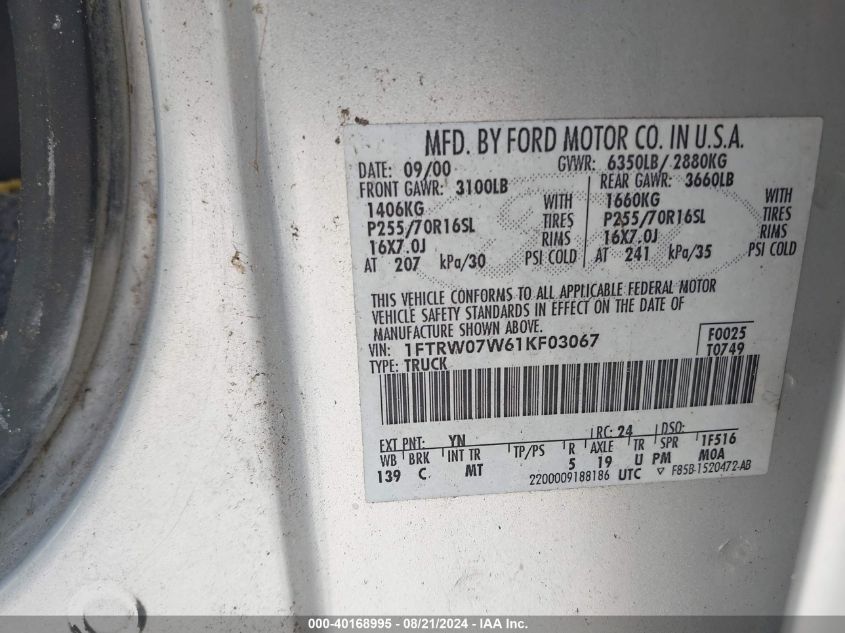 MFD. BY FORD MOTOR CO. IN U.S.A.
DATE: 09/00 GVWR: 6350LB/ 2880KG
FRONT GAWR: 3100LB REAR GAWR: 3660LB
1406KG WITH 1660KG WITH
P255/70R16SL TIRES P255/70R16SL TIRES
16X7.0J RIMS 16X7.0J RIMS
AT 207 kPa/30 PSI COLD AT 241 kPa/35 PSI COLD
THIS VEHICLE CONFORMS TO ALL APPLICABLE FEDERAL MOTOR
VEHICLE SAFETY STANDARDS IN EFFECT ON THE DATE OF
MANUFACTURE SHOWN ABOVE.
VIN: 1FTRW07W61KF03067 F0025
TYPE: TRUCK T0749
EXT PNT: YN RC: 24 DSO:
WB BRK INT TR TP/PS R AXLE TR SPR 1F516
139 C MT 5 19 U PM MOA
2200009188186 UTC ▽ F85B-1520472-AB
000-40168995 - 08/21/2024 - IAA Inc.